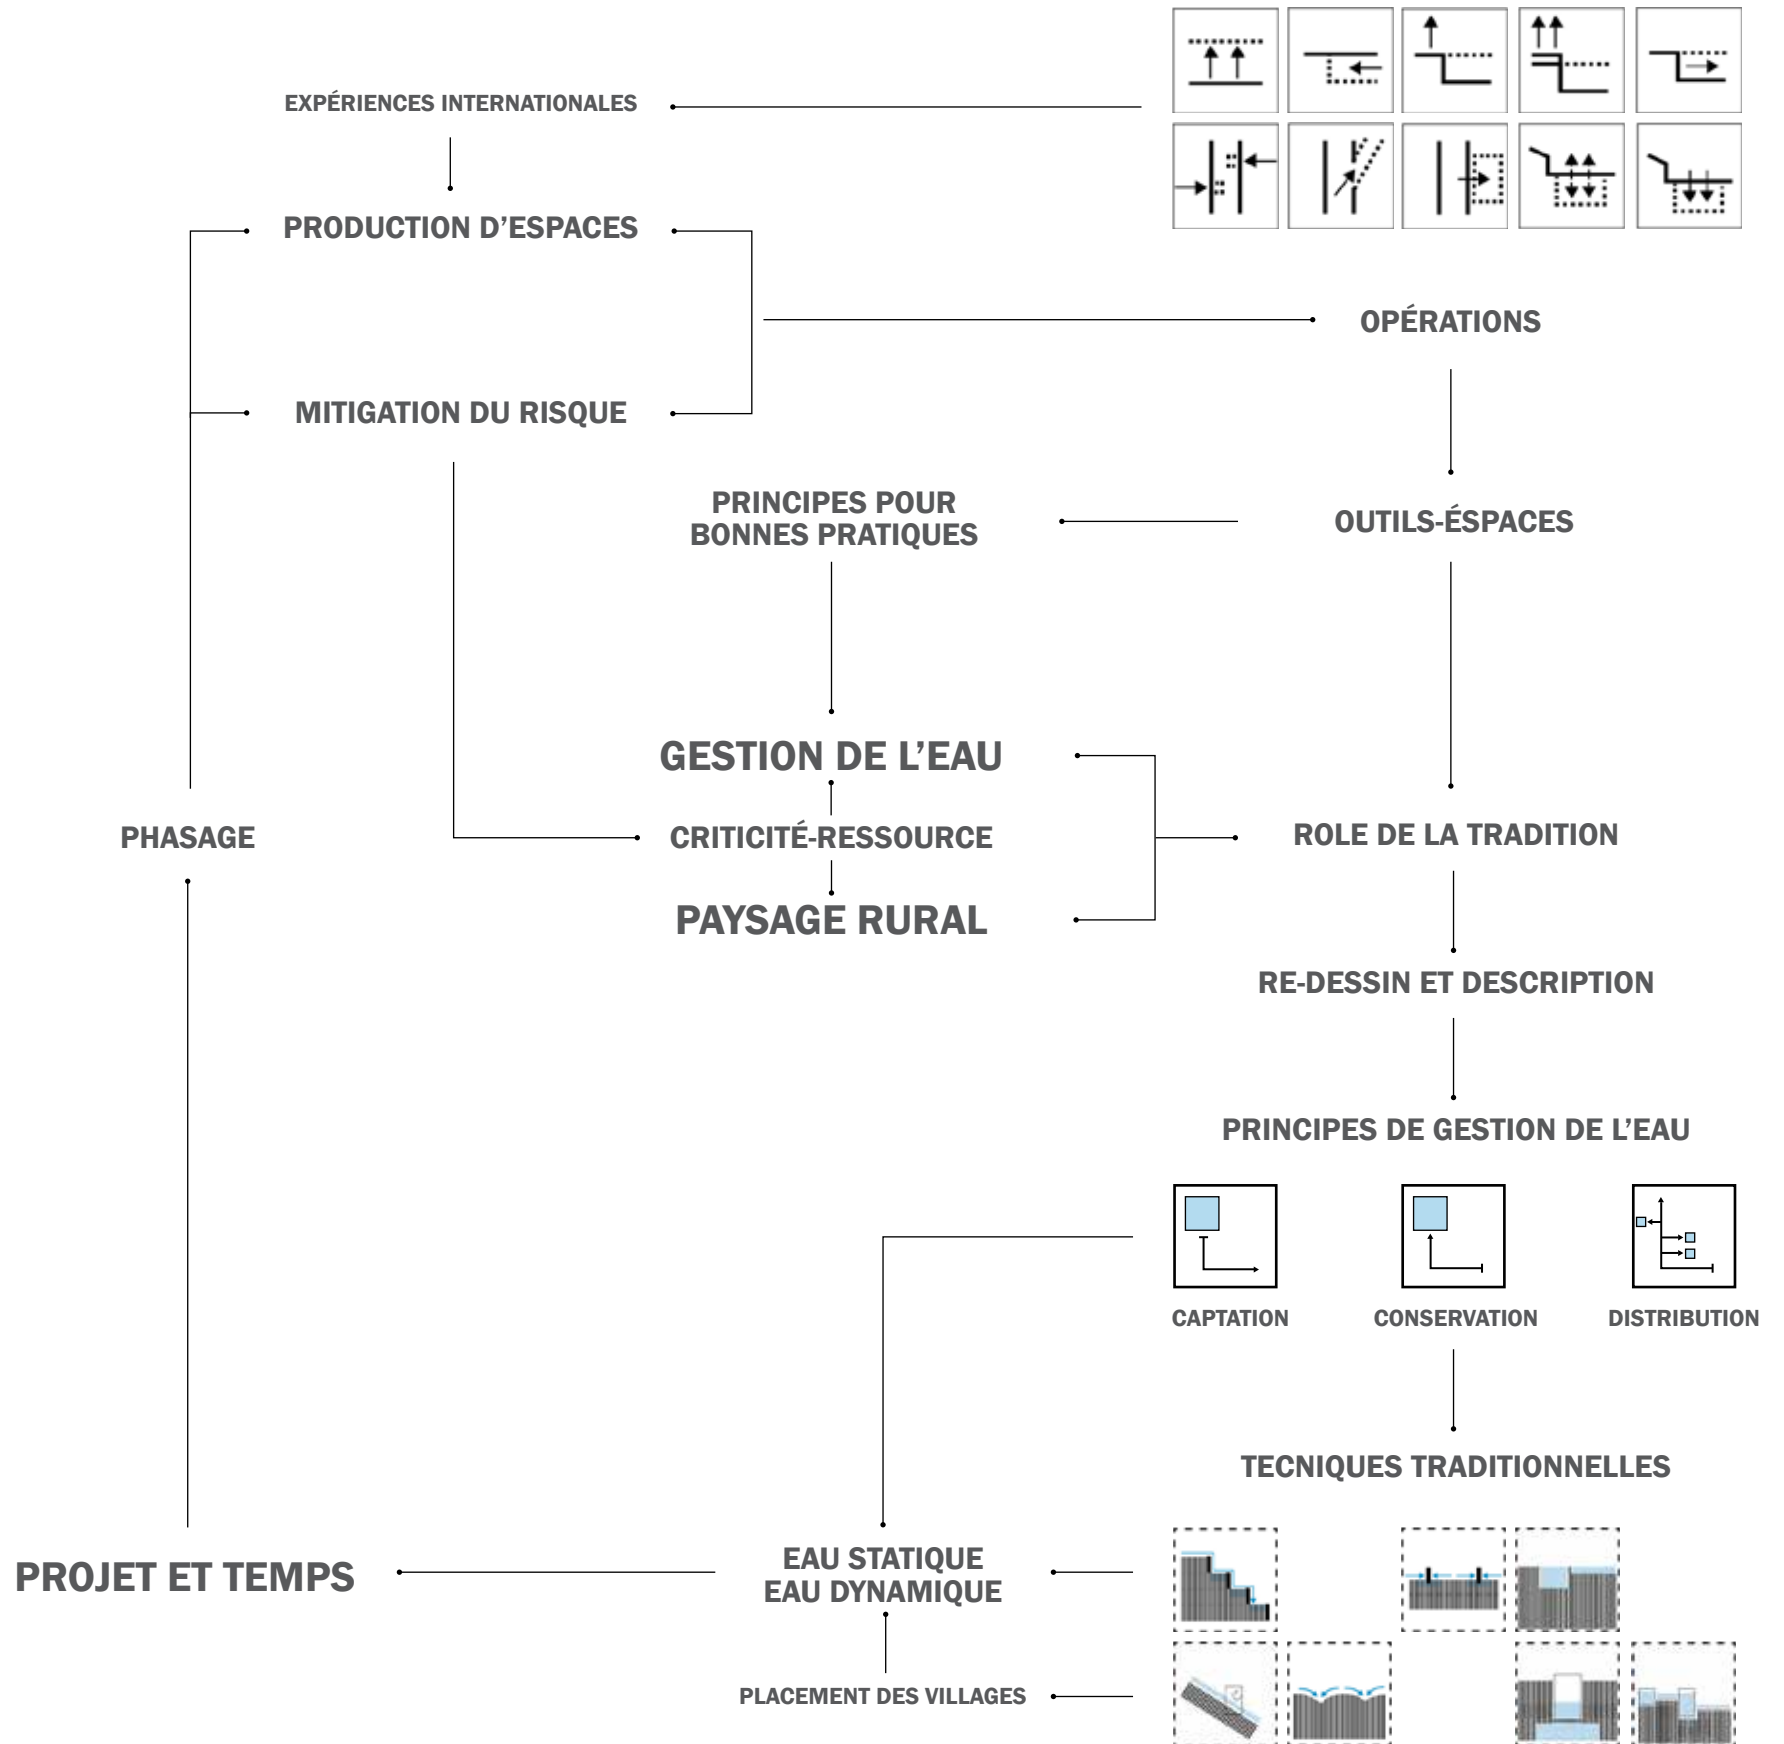 EXPÉRIENCES INTERNATIONALES
PRODUCTION D’ESPACES
OPÉRATIONS
MITIGATION DU RISQUE
PRINCIPES POUR
BONNES PRATIQUES
OUTILS-ÉSPACES
GESTION DE L’EAU
PHASAGE
CRITICITÉ-RESSOURCE
ROLE DE LA TRADITION
PAYSAGE RURAL
RE-DESSIN ET DESCRIPTION
PRINCIPES DE GESTION DE L’EAU
CAPTATION
CONSERVATION
DISTRIBUTION
TECNIQUES TRADITIONNELLES
PROJET ET TEMPS
EAU STATIQUE
EAU DYNAMIQUE
PLACEMENT DES VILLAGES